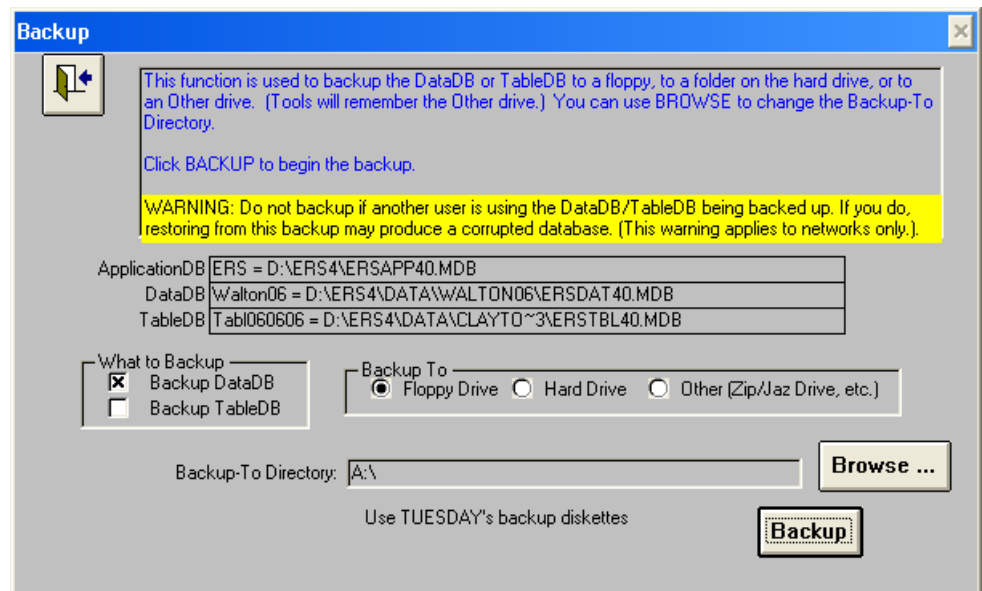 Backup
This function is used to backup the DataDB or TableDB to a floppy, to a folder on the hard drive, or to
an Other drive.  (Tools will remember the Other drive.)  You can use BROWSE to change the Backup-To
Directory.
Click BACKUP to begin the backup.
WARNING: Do not backup if another user is using the DataDB/TableDB being backed up. If you do,
restoring from this backup may produce a corrupted database. (This warning applies to networks only.).
ApplicationDB ERS = D:\ERS4\ERSAPP40.MDB
DataDB Walton06 = D:\ERS4\DATA\WALTON06\ERSDAT40.MDB
TableDB Tabl060606 = D:\ERS4\DATA\CLAYTO~3\ERSTBL40.MDB
What to Backup
Backup DataDB
Backup TableDB
Backup To
Floppy Drive Hard Drive Other (Zip/Jaz Drive, etc.)
Backup-To Directory: A:\
Browse ...
Use TUESDAY's backup diskettes
Backup